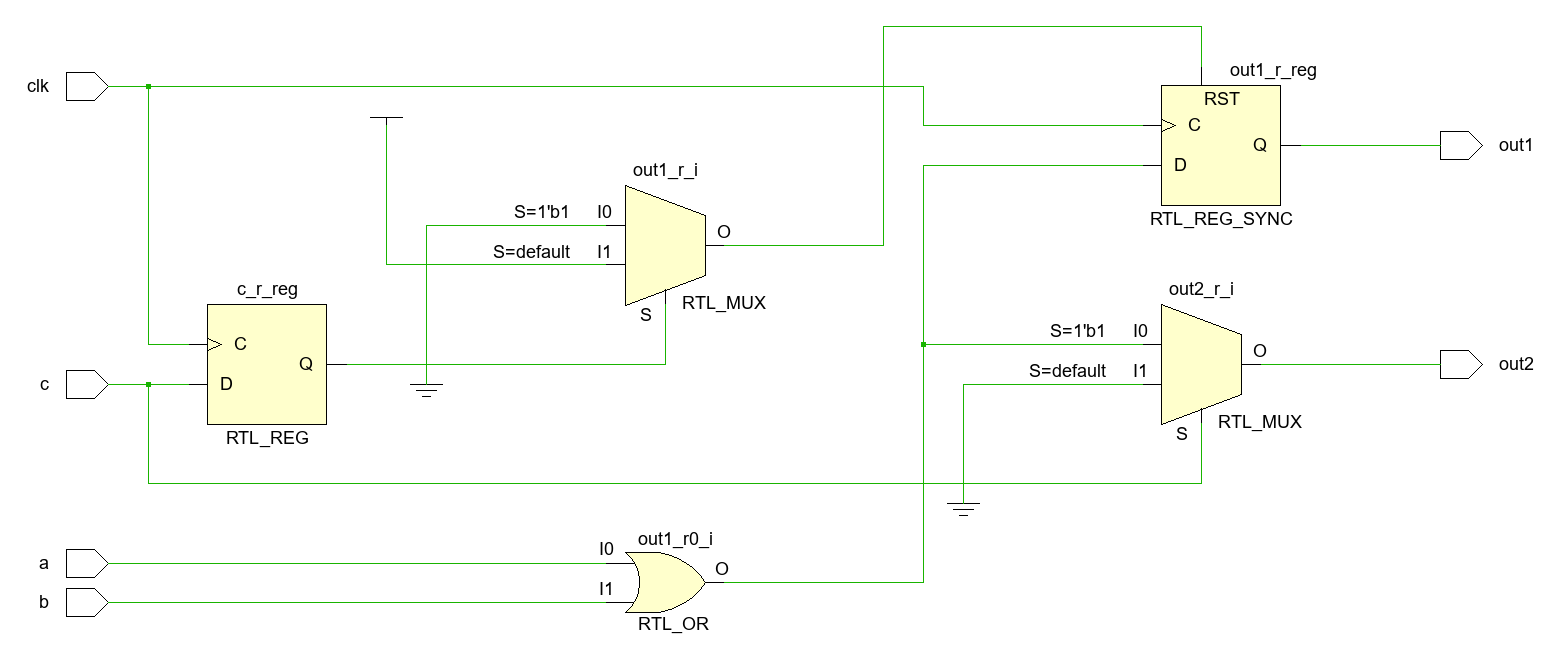 out1_r_reg
clk
RST
C
Q
out1
D
out1_r_i
S=1'b1
I0
RTL_REG_SYNC
O
S=default
I1
c_r_reg
out2_r_i
RTL_MUX
S
S=1'b1
I0
C
O
Q
out2
S=default
I1
c
D
RTL_MUX
S
RTL_REG
out1_r0_i
I0
a
O
I1
b
RTL_OR